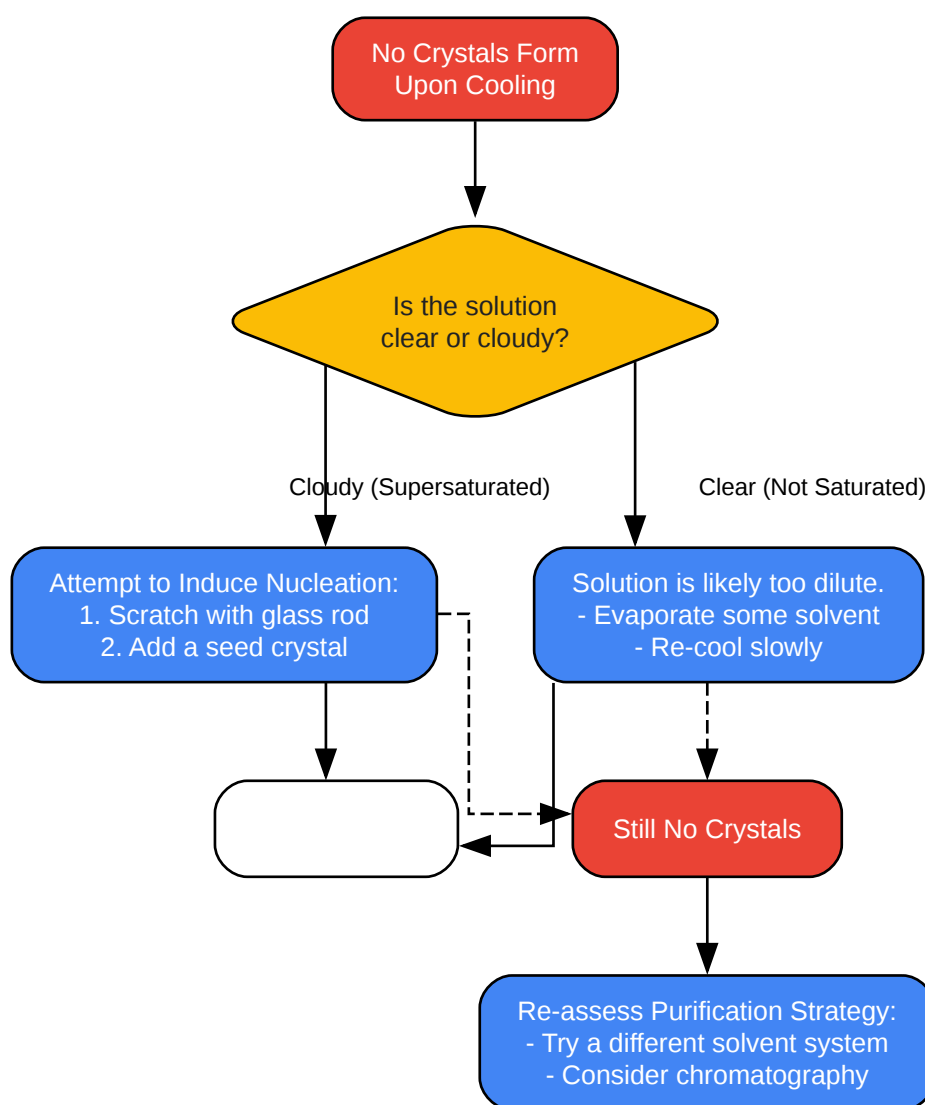 No Crystals Form
Upon Cooling
Is the solution
clear or cloudy?
Cloudy (Supersaturated)
Clear (Not Saturated)
Attempt to Induce Nucleation:
1. Scratch with glass rod
2. Add a seed crystal
Solution is likely too dilute.
- Evaporate some solvent
- Re-cool slowly
Still No Crystals
Re-assess Purification Strategy:
- Try a different solvent system
- Consider chromatography